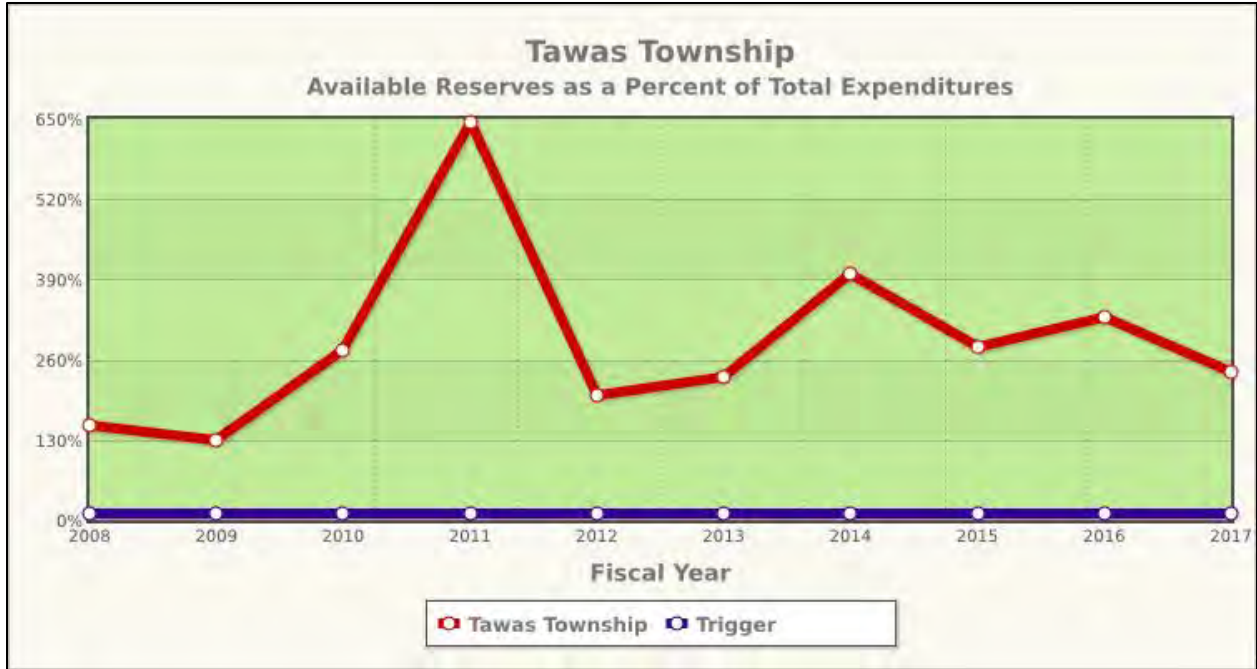 Tawas Township
Available Reserves as a Percent of Total Expenditures
650%
520%
390%
260%
130%
0%
2008 2009 2010 2011 2012 2013 2014 2015 2016 2017
Fiscal Year
Tawas Township Trigger